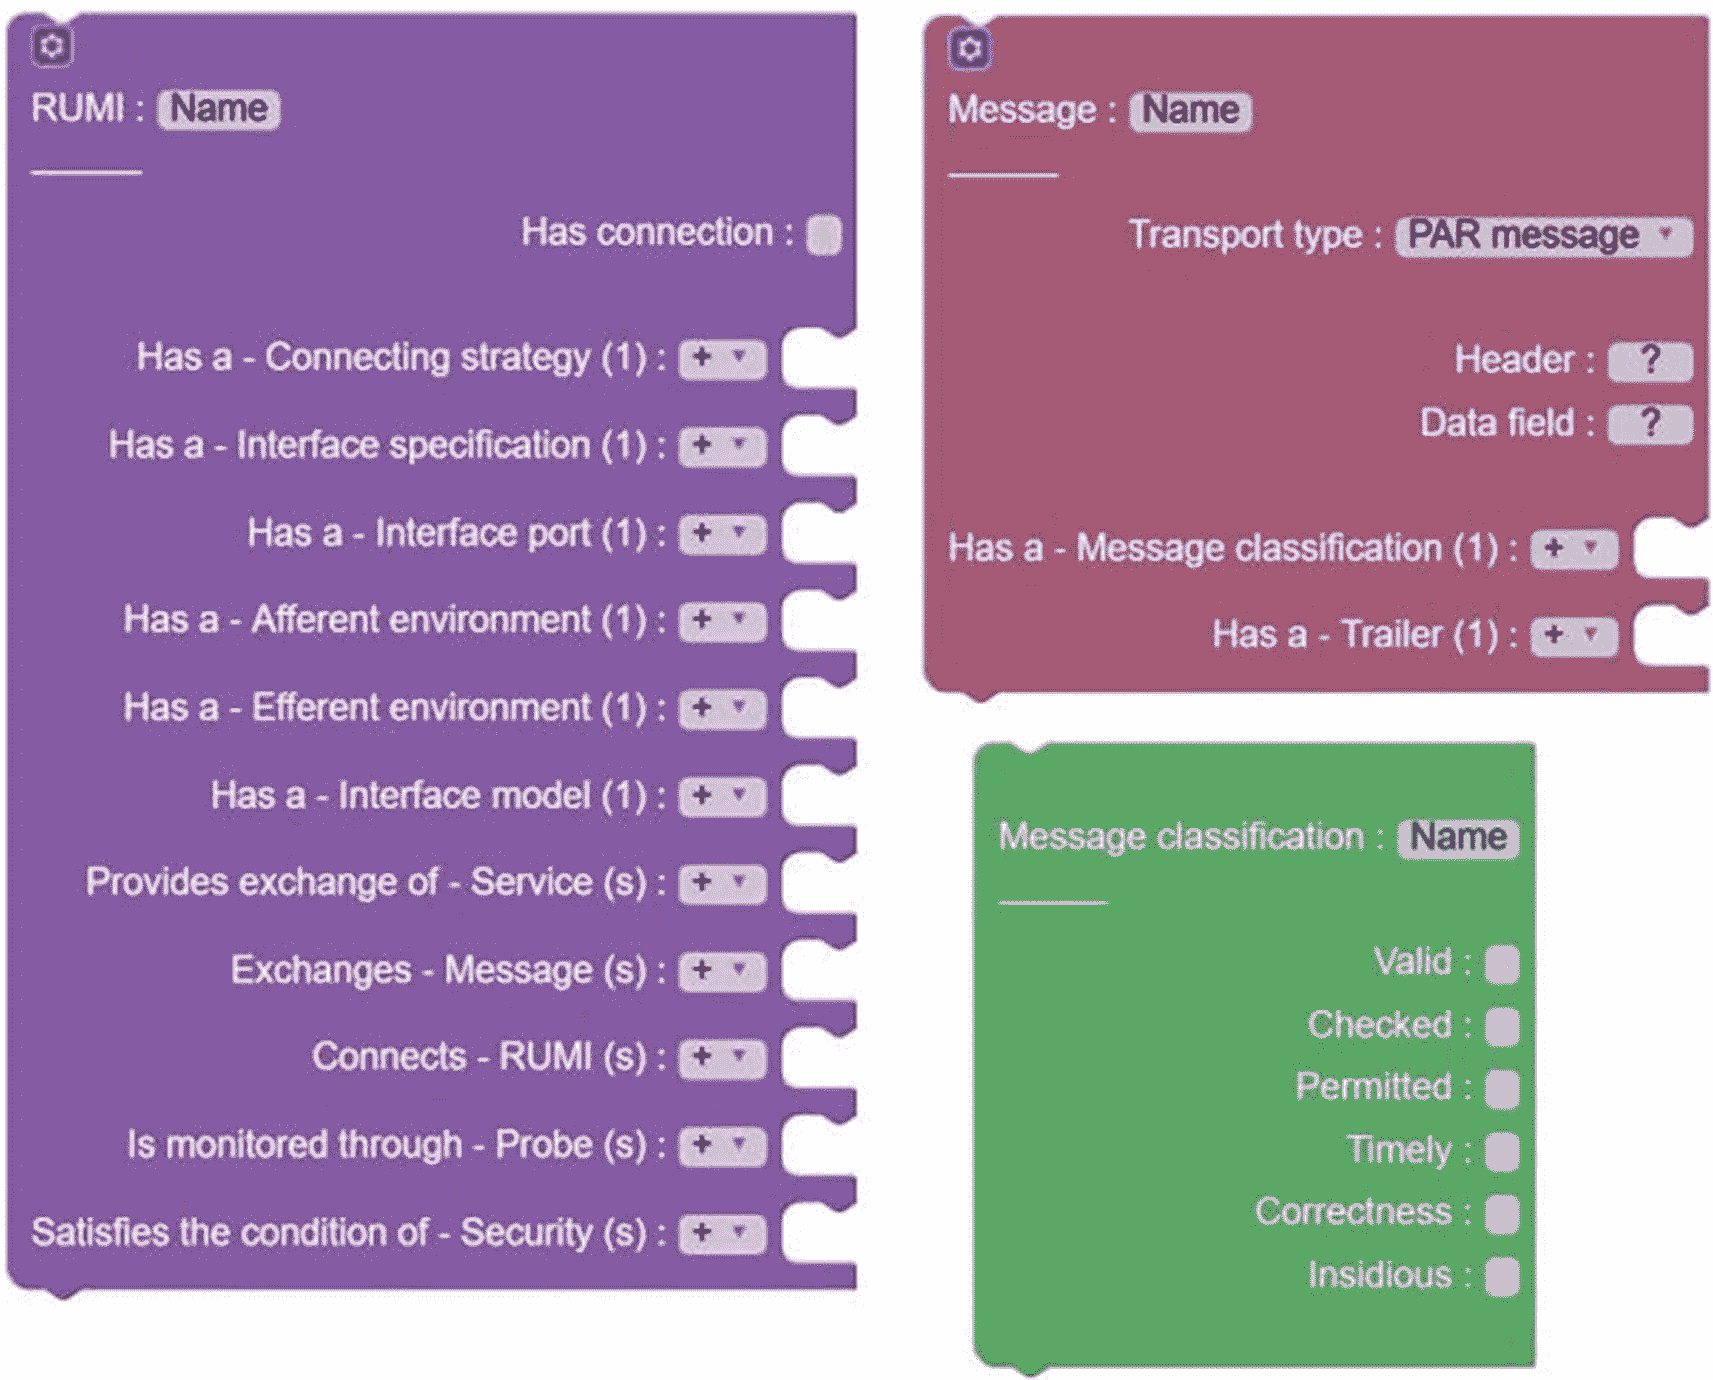 RUMI : Name
Has connection :
Has a - Connecting strategy (1) : +
Has a - Interface specification (1) : +
Has a - Interface port (1) : +
Has a - Afferent environment (1) : +
Has a - Efferent environment (1) : +
Has a - Interface model (1) : +
Provides exchange of - Service (s) : +
Exchanges - Message (s) : +
Connects - RUMI (s) : +
Is monitored through - Probe (s) : +
Satisfies the condition of - Security (s) : +
Message : Name
Transport type : PAR message
Header : ?
Data field : ?
Has a - Message classification (1) : +
Has a - Trailer (1) : +
Message classification : Name
Valid :
Checked :
Permitted :
Timely :
Correctness :
Insidious :